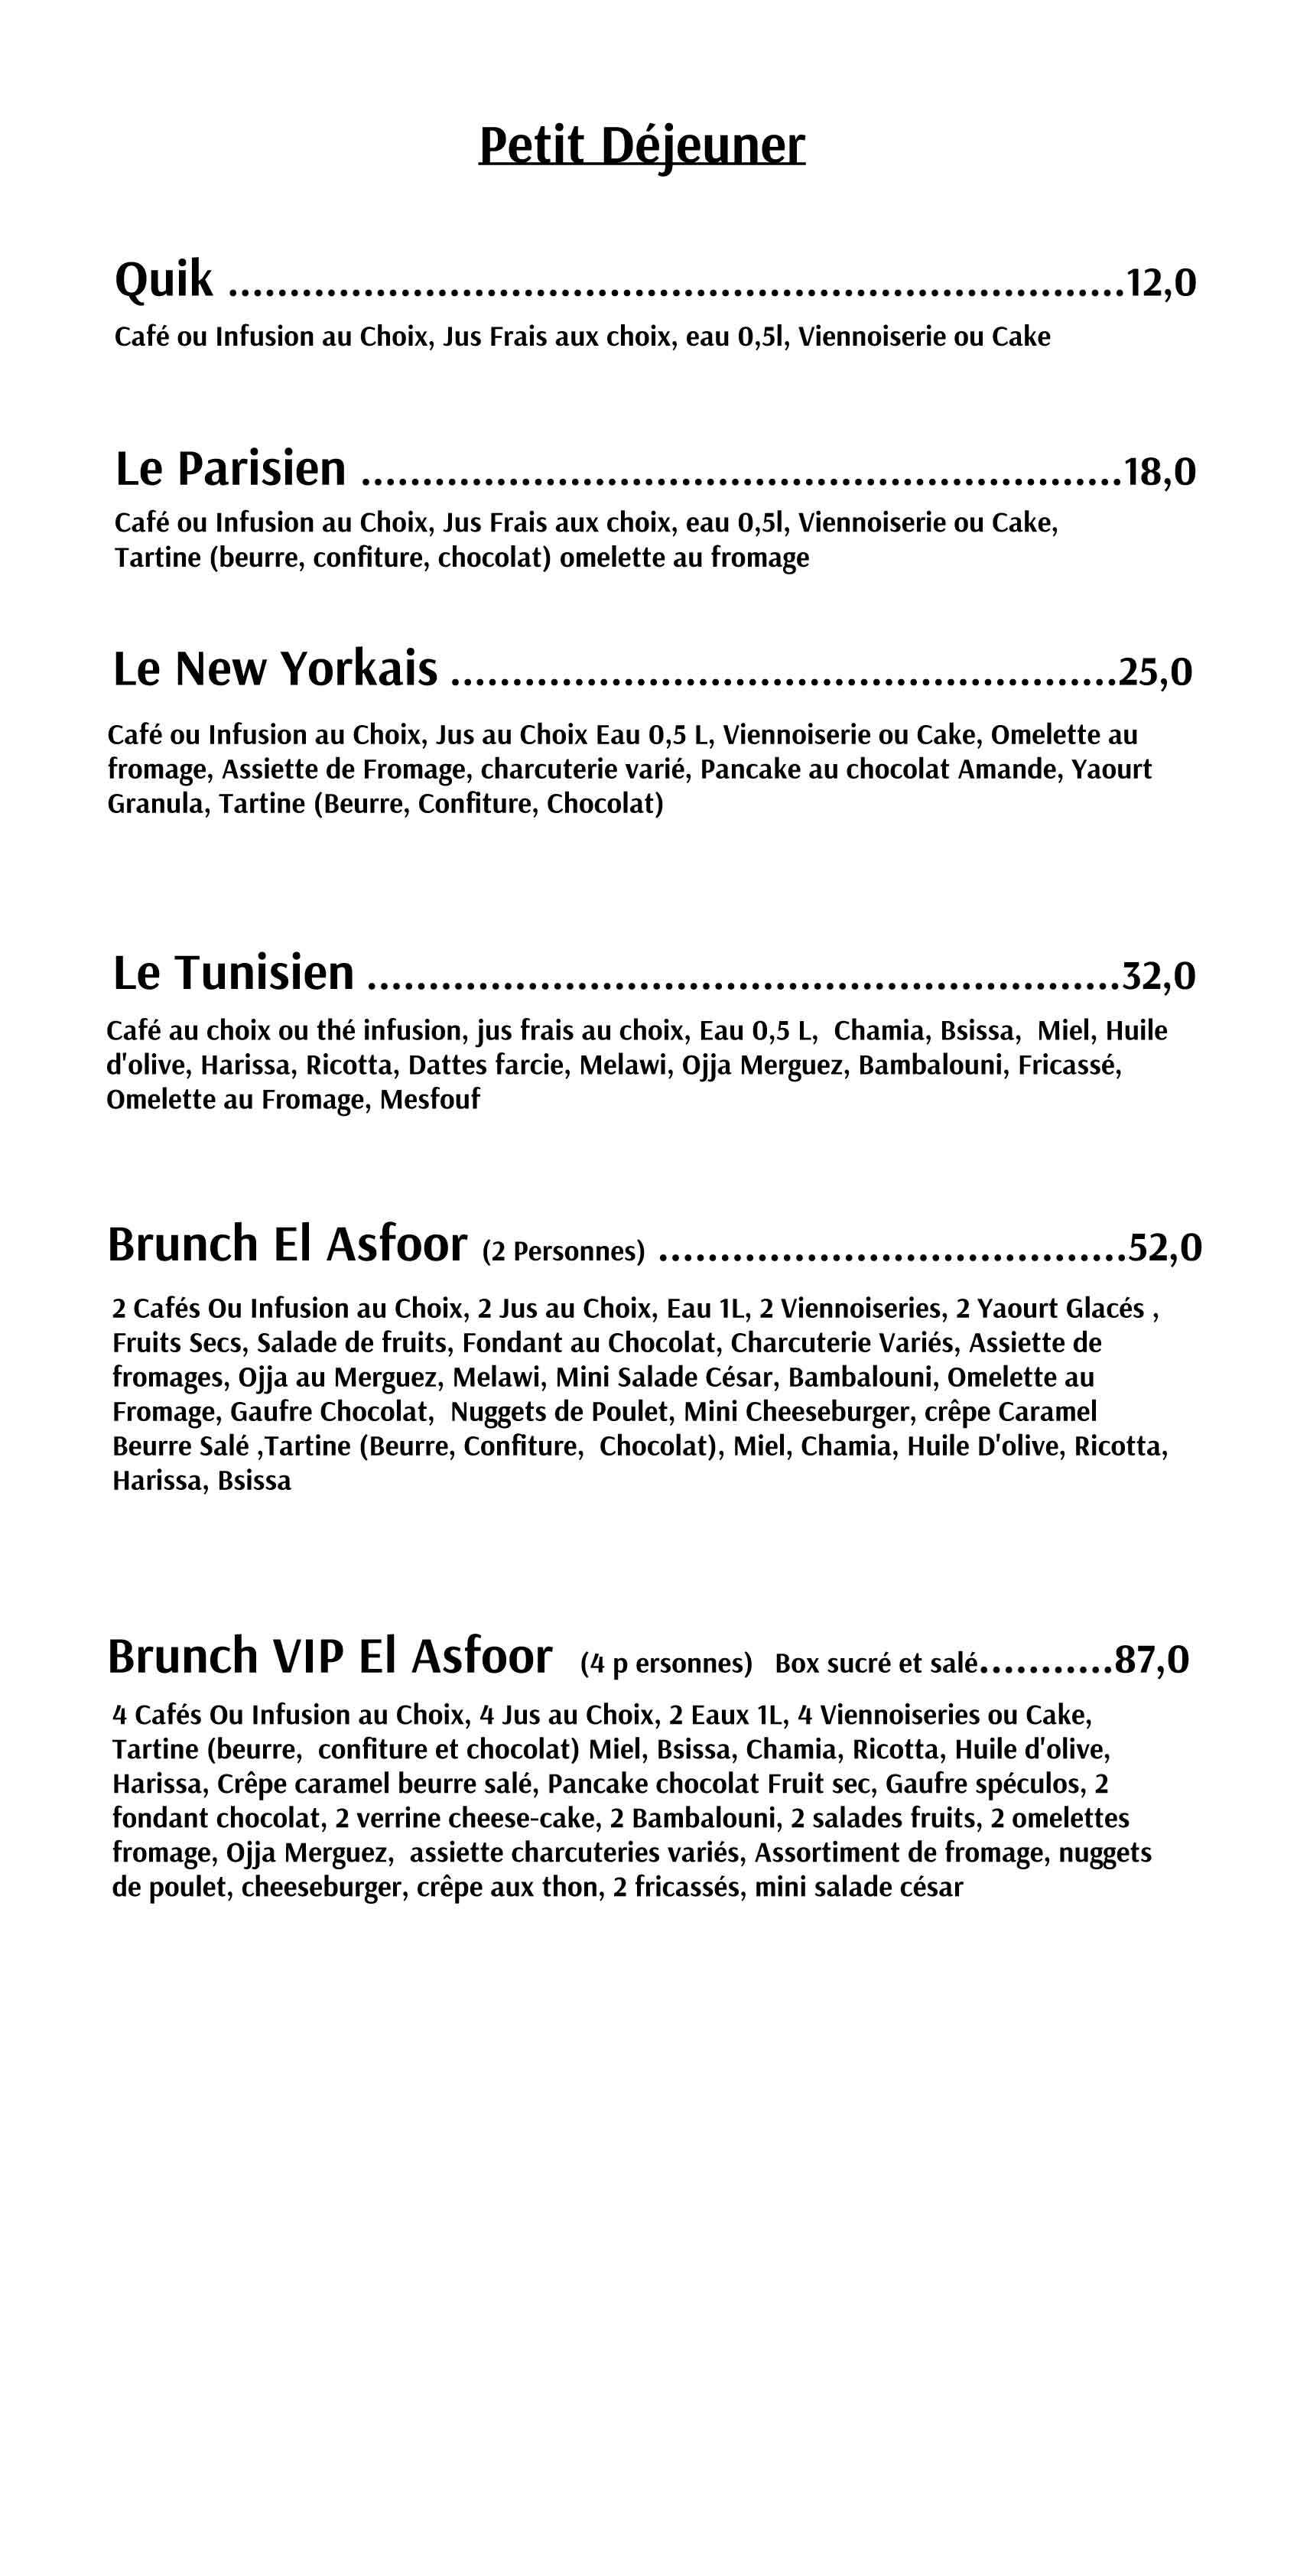 Petit Déjeuner
Quik .........................................................................12,0
Café ou Infusion au Choix, Jus Frais aux choix, eau 0,5l, Viennoiserie ou Cake
Le Parisien ..............................................................18,0
Café ou Infusion au Choix, Jus Frais aux choix, eau 0,5l, Viennoiserie ou Cake,
Tartine (beurre, confiture, chocolat) omelette au fromage
Le New Yorkais ......................................................25,0
Café ou Infusion au Choix, Jus au Choix Eau 0,5 L, Viennoiserie ou Cake, Omelette au
fromage, Assiette de Fromage, charcuterie varié, Pancake au chocolat Amande, Yaourt
Granula, Tartine (Beurre, Confiture, Chocolat)
Le Tunisien .............................................................32,0
Café au choix ou thé infusion, jus frais au choix, Eau 0,5 L,  Chamia, Bsissa,  Miel, Huile
d'olive, Harissa, Ricotta, Dattes farcie, Melawi, Ojja Merguez, Bambalouni, Fricassé,
Omelette au Fromage, Mesfouf
Brunch El Asfoor (2 Personnes) ......................................52,0
2 Cafés Ou Infusion au Choix, 2 Jus au Choix, Eau 1L, 2 Viennoiseries, 2 Yaourt Glacés ,
Fruits Secs, Salade de fruits, Fondant au Chocolat, Charcuterie Variés, Assiette de
fromages, Ojja au Merguez, Melawi, Mini Salade César, Bambalouni, Omelette au
Fromage, Gaufre Chocolat,  Nuggets de Poulet, Mini Cheeseburger, crêpe Caramel
Beurre Salé ,Tartine (Beurre, Confiture,  Chocolat), Miel, Chamia, Huile D'olive, Ricotta,
Harissa, Bsissa
Brunch VIP El Asfoor  (4 p ersonnes)   Box sucré et salé...........87,0
4 Cafés Ou Infusion au Choix, 4 Jus au Choix, 2 Eaux 1L, 4 Viennoiseries ou Cake,
Tartine (beurre,  confiture et chocolat) Miel, Bsissa, Chamia, Ricotta, Huile d'olive,
Harissa, Crêpe caramel beurre salé, Pancake chocolat Fruit sec, Gaufre spéculos, 2
fondant chocolat, 2 verrine cheese-cake, 2 Bambalouni, 2 salades fruits, 2 omelettes
fromage, Ojja Merguez,  assiette charcuteries variés, Assortiment de fromage, nuggets
de poulet, cheeseburger, crêpe aux thon, 2 fricassés, mini salade césar